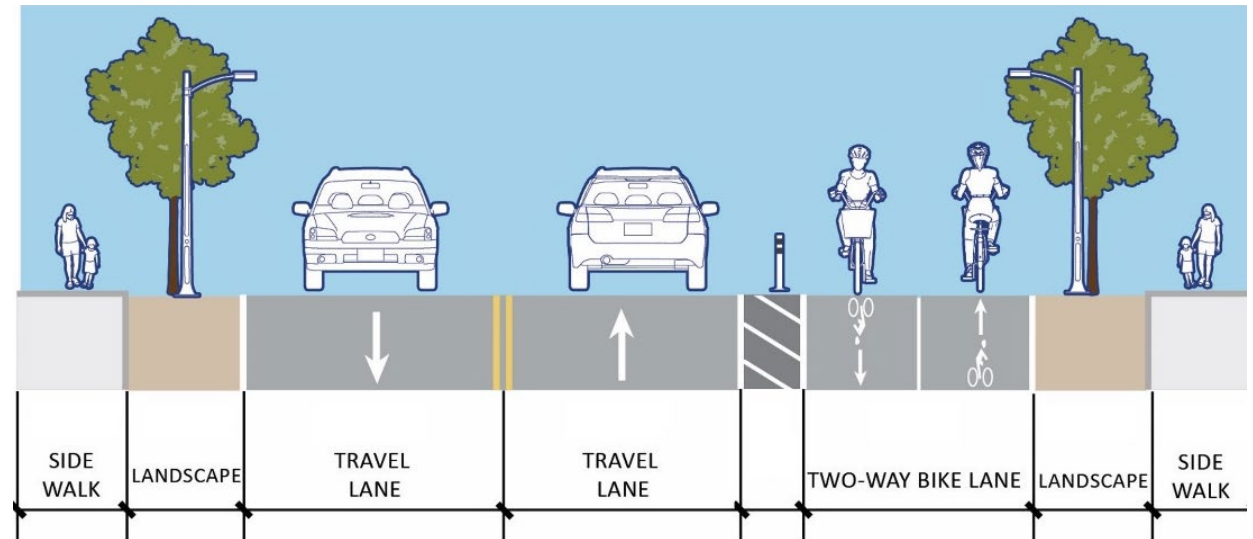 SIDE
WALK
LANDSCAPE
TRAVEL
LANE
TRAVEL
LANE
TWO-WAY BIKE LANE
LANDSCAPE
SIDE
WALK